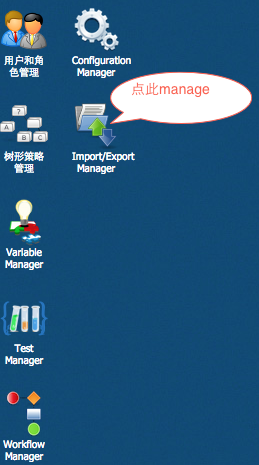 用户和角
色管理
Configuration
Manager
点此manage
A
?
B
C
树形策略
管理
Import/Export
Manager
Variable
Manager
Test
Manager
Workflow
Manager